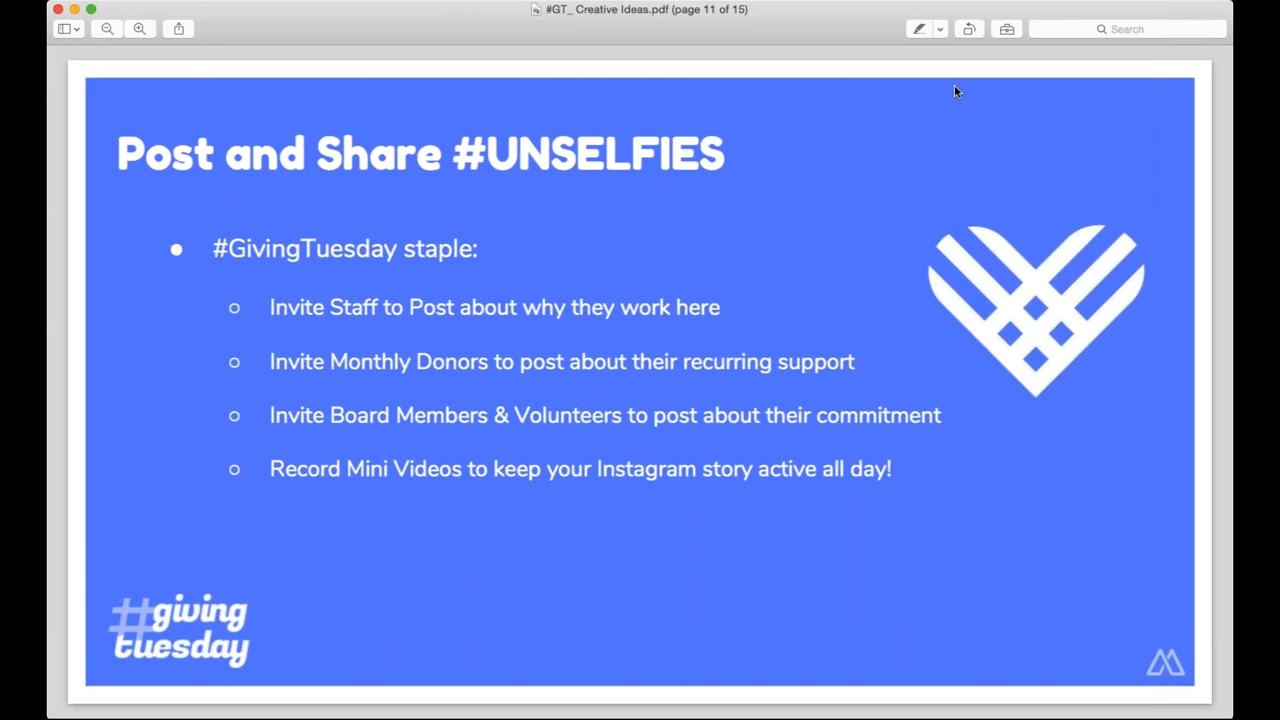 #GT_ Creative Ideas.pdf (page 11 of 15)
Search
Post and Share #UNSELFIES
● #GivingTuesday staple:
○ Invite Staff to Post about why they work here
○ Invite Monthly Donors to post about their recurring support
○ Invite Board Members & Volunteers to post about their commitment
○ Record Mini Videos to keep your Instagram story active all day!
#giving
tuesday